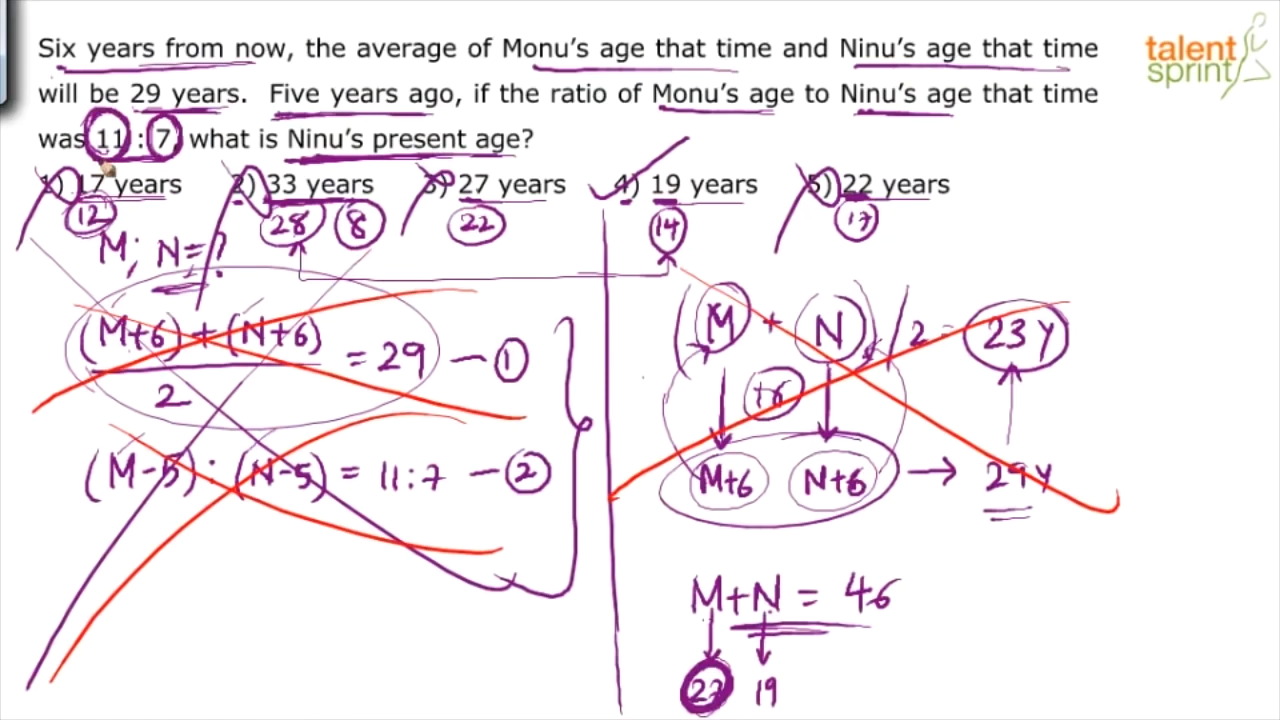 Six years from now, the average of Monu's age that time and Ninu's age that time
talent
sprint
will be 29 years. Five years ago, if the ratio of Monu's age to Ninu's age that time
was 11 : 7, what is Ninu's present age?
1) 17 years 2) 33 years 3) 27 years 4) 19 years 5) 22 years
12 28 8 22 14 17
M; N = ?
(M+6) + (N+6)
2
= 29 — 1
(M-5) : (N-5) = 11:7 — 2
(M + N)/2 = 23 Y
+6
M+6 N+6 → 29 Y
M+N = 46
27 19